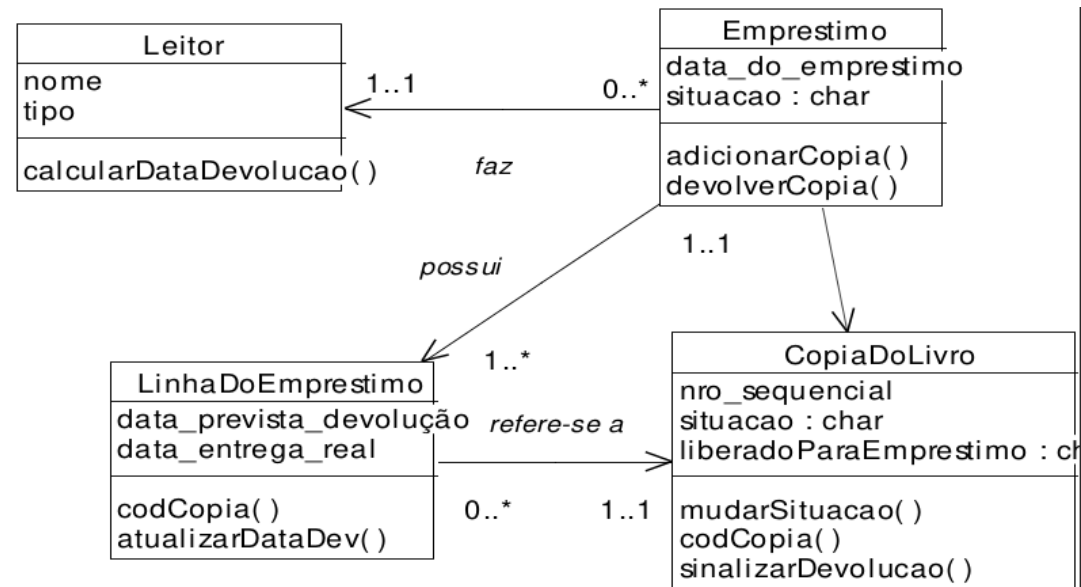 Leitor
nome
tipo
calcularDataDevolucao( )
1..1
0..*
faz
Emprestimo
data_do_emprestimo
situacao : char
adicionarCopia( )
devolverCopia( )
possui
1..1
1..*
LinhaDoEmprestimo
data_prevista_devolução
data_entrega_real
codCopia( )
atualizarDataDev( )
refere-se a
0..*
1..1
CopiaDoLivro
nro_sequencial
situacao : char
liberadoParaEmprestimo : ch
mudarSituacao( )
codCopia( )
sinalizarDevolucao( )